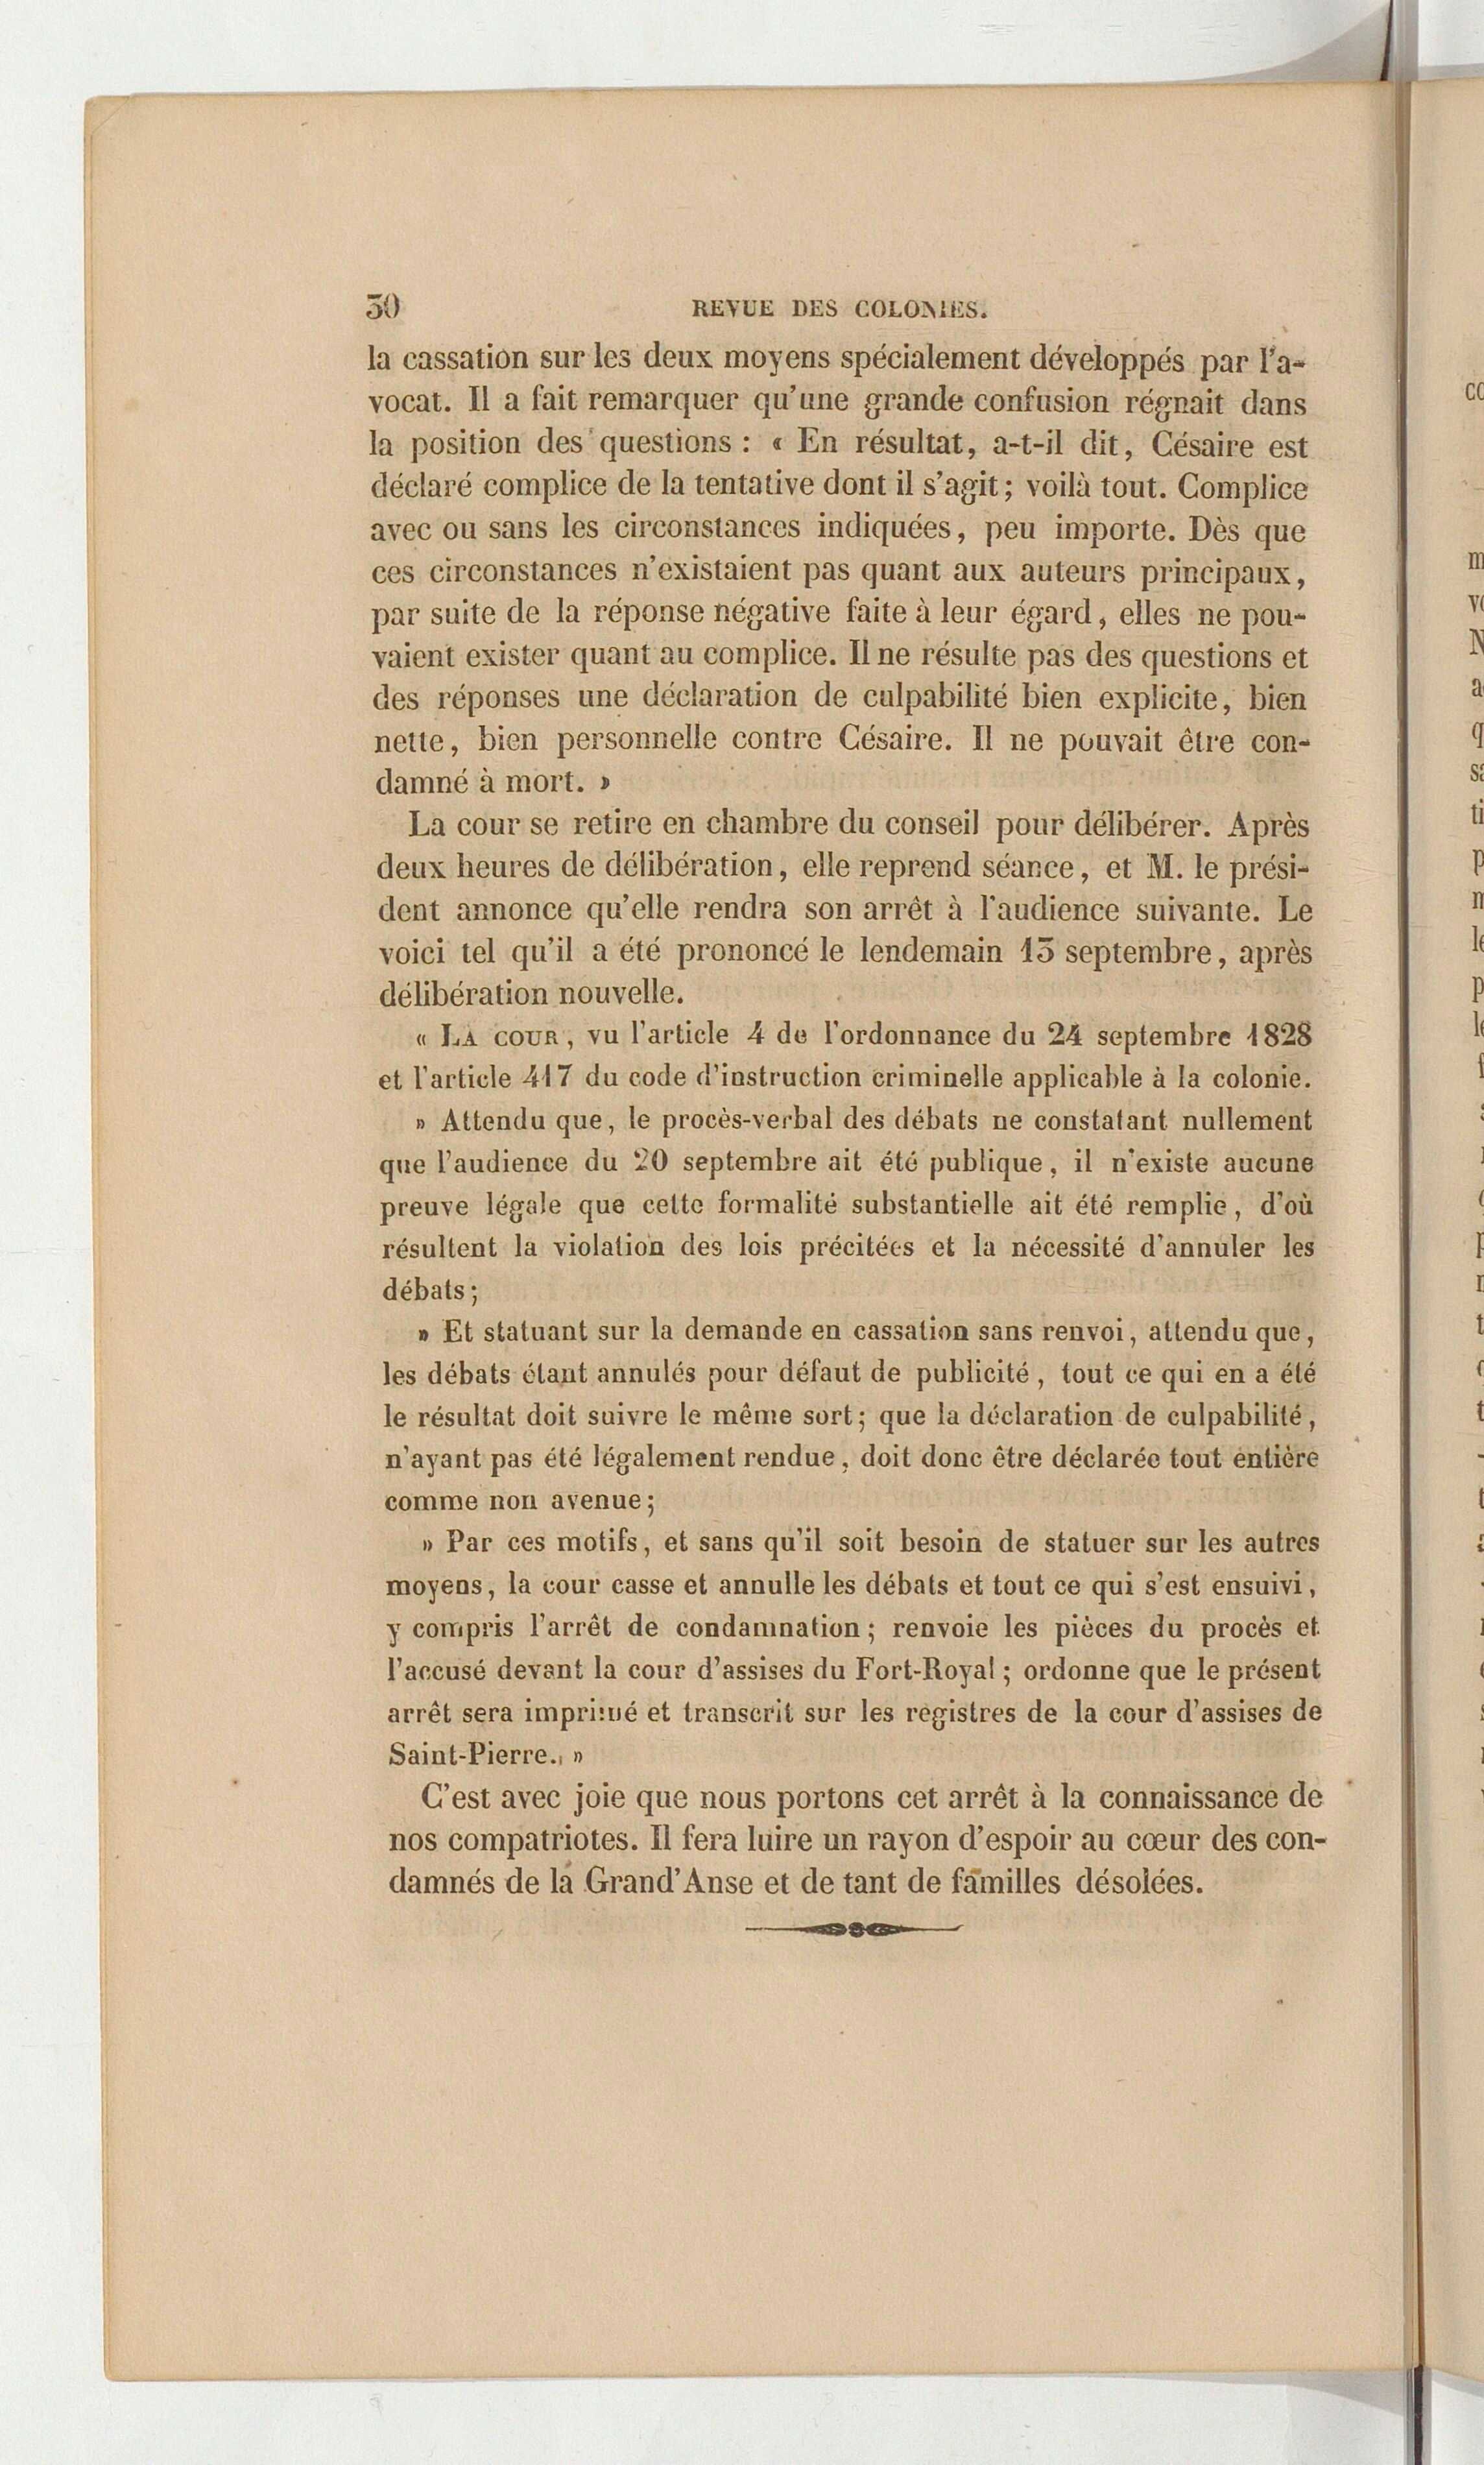 30 REVUE DES COLONIES.
la cassation sur les deux moyens spécialement développés par l'a-
vocat. Il a fait remarquer qu'une grande confusion régnait dans
la position des questions : « En résultat, a-t-il dit, Césaire est
déclaré complice de la tentative dont il s'agit; voilà tout. Complice
avec ou sans les circonstances indiquées, peu importe. Dès que
ces circonstances n'existaient pas quant aux auteurs principaux,
par suite de la réponse négative faite à leur égard, elles ne pou-
vaient exister quant au complice. Il ne résulte pas des questions et
des réponses une déclaration de culpabilité bien explicite, bien
nette, bien personnelle contre Césaire. Il ne pouvait être con-
damné à mort. »
La cour se retire en chambre du conseil pour délibérer. Après
deux heures de délibération, elle reprend séance, et M. le prési-
dent annonce qu'elle rendra son arrêt à l'audience suivante. Le
voici tel qu'il a été prononcé le lendemain 13 septembre, après
délibération nouvelle.
« LA COUR, vu l'article 4 de l'ordonnance du 24 septembre 1828
et l'article 417 du code d'instruction criminelle applicable à la colonie.
» Attendu que, le procès-verbal des débats ne constatant nullement
que l'audience du 20 septembre ait été publique, il n'existe aucune
preuve légale que cette formalité substantielle ait été remplie, d'où
résultent la violation des lois précitées et la nécessité d'annuler les
débats;
» Et statuant sur la demande en cassation sans renvoi, attendu que,
les débats étant annulés pour défaut de publicité, tout ce qui en a été
le résultat doit suivre le même sort; que la déclaration de culpabilité,
n'ayant pas été légalement rendue, doit donc être déclarée tout entière
comme non avenue;
» Par ces motifs, et sans qu'il soit besoin de statuer sur les autres
moyens, la cour casse et annulle les débats et tout ce qui s'est ensuivi,
y compris l'arrêt de condamnation; renvoie les pièces du procès et
l'accusé devant la cour d'assises du Fort-Royal; ordonne que le présent
arrêt sera imprimé et transcrit sur les registres de la cour d'assises de
Saint-Pierre. »
C'est avec joie que nous portons cet arrêt à la connaissance de
nos compatriotes. Il fera luire un rayon d'espoir au cœur des con-
damnés de la Grand'Anse et de tant de familles désolées.